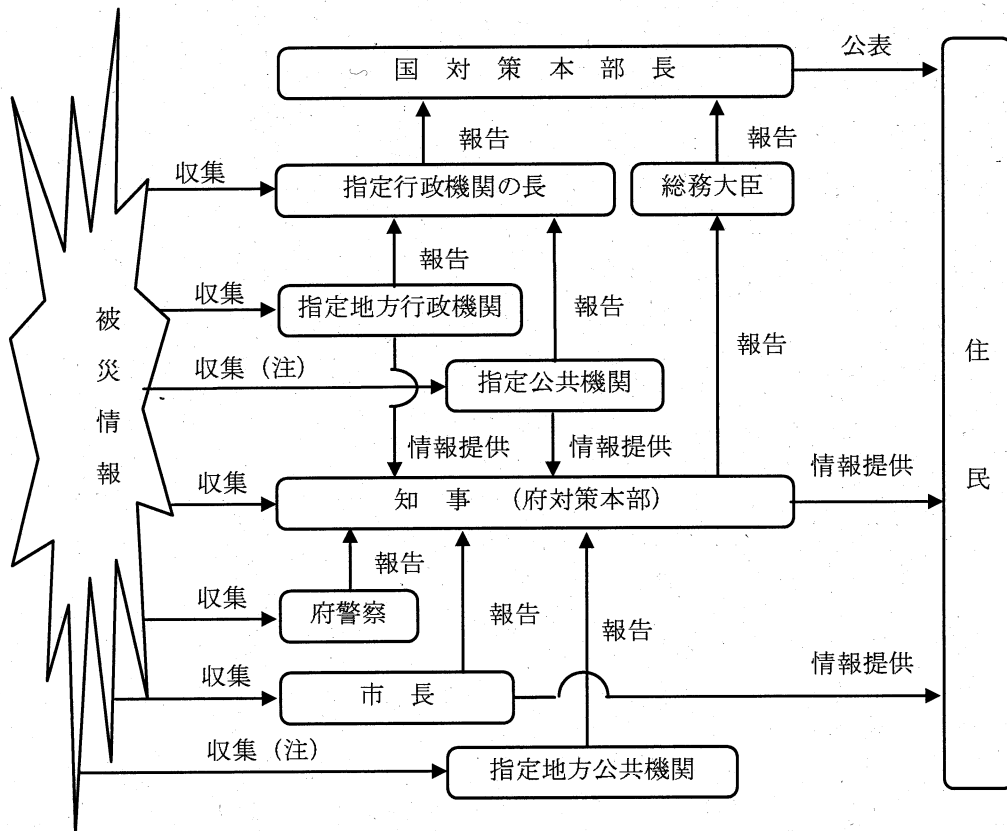 公表
国対策本部長
報告
報告
収集
指定行政機関の長
総務大臣
報告
収集
指定地方行政機関
報告
報告
被災情報
住民
収集（注）
指定公共機関
情報提供
情報提供
情報提供
収集
知事（府対策本部）
報告
収集
府警察
報告
報告
情報提供
収集
市長
収集（注）
指定地方公共機関